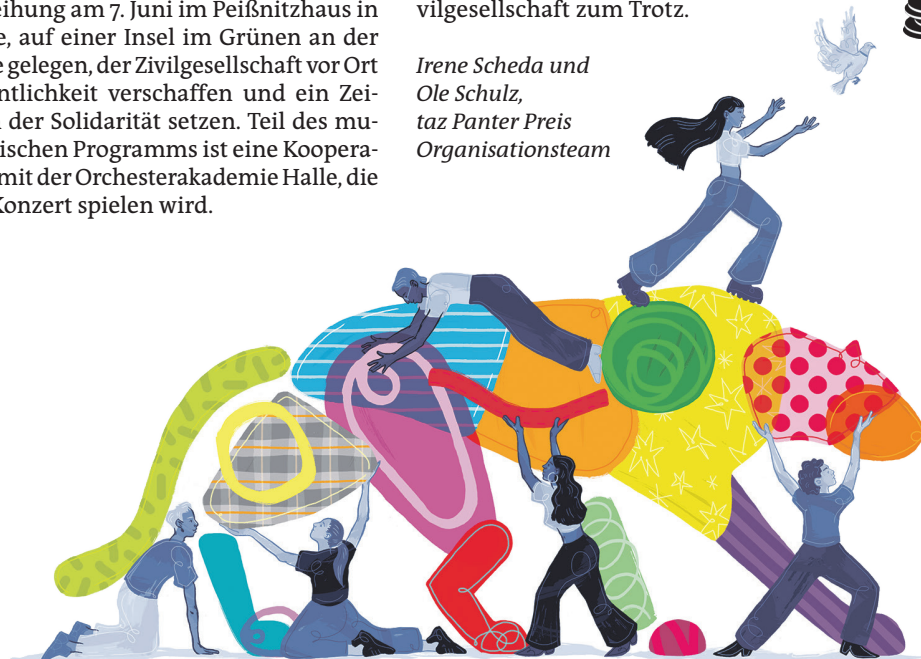 eihung am 7. Juni im Peißnitzhaus in
e, auf einer Insel im Grünen an der
e gelegen, der Zivilgesellschaft vor Ort
ntlichkeit verschaffen und ein Zei-
n der Solidarität setzen. Teil des mu-
ischen Programms ist eine Koopera-
mit der Orchesterakademie Halle, die
Konzert spielen wird.
vilgesellschaft zum Trotz.
Irene Scheda und
Ole Schulz,
taz Panter Preis
Organisationsteam